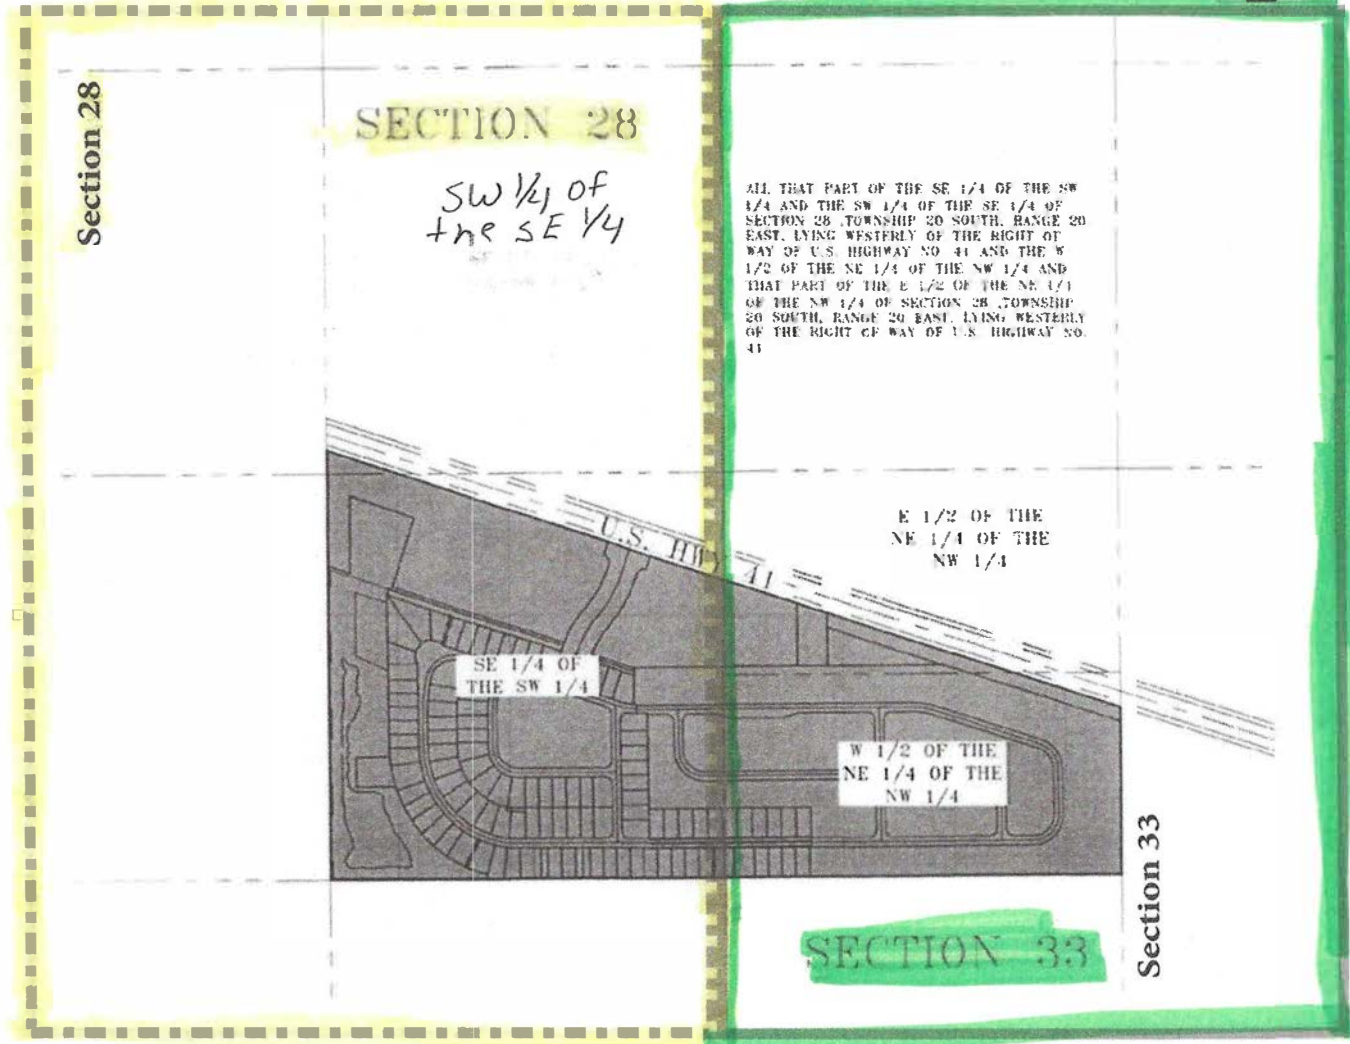 Section 28
SECTION 28
SW 1/4 of
the SE 1/4
ALL THAT PART OF THE SE 1/4 OF THE SW
1/4 AND THE SW 1/4 OF THE SE 1/4 OF
SECTION 28 ,TOWNSHIP 20 SOUTH, RANGE 20
EAST, LYING WESTERLY OF THE RIGHT OF
WAY OF U.S. HIGHWAY NO 41 AND THE W
1/2 OF THE NE 1/4 OF THE NW 1/4 AND
THAT PART OF THE E 1/2 OF THE NE 1/4
OF THE NW 1/4 OF SECTION 28 ,TOWNSHIP
20 SOUTH, RANGE 20 EAST, LYING WESTERLY
OF THE RIGHT OF WAY OF U.S. HIGHWAY NO.
41
E 1/2 OF THE
NE 1/4 OF THE
NW 1/4
U.S. HWY 41
SE 1/4 OF
THE SW 1/4
W 1/2 OF THE
NE 1/4 OF THE
NW 1/4
Section 33
SECTION 33